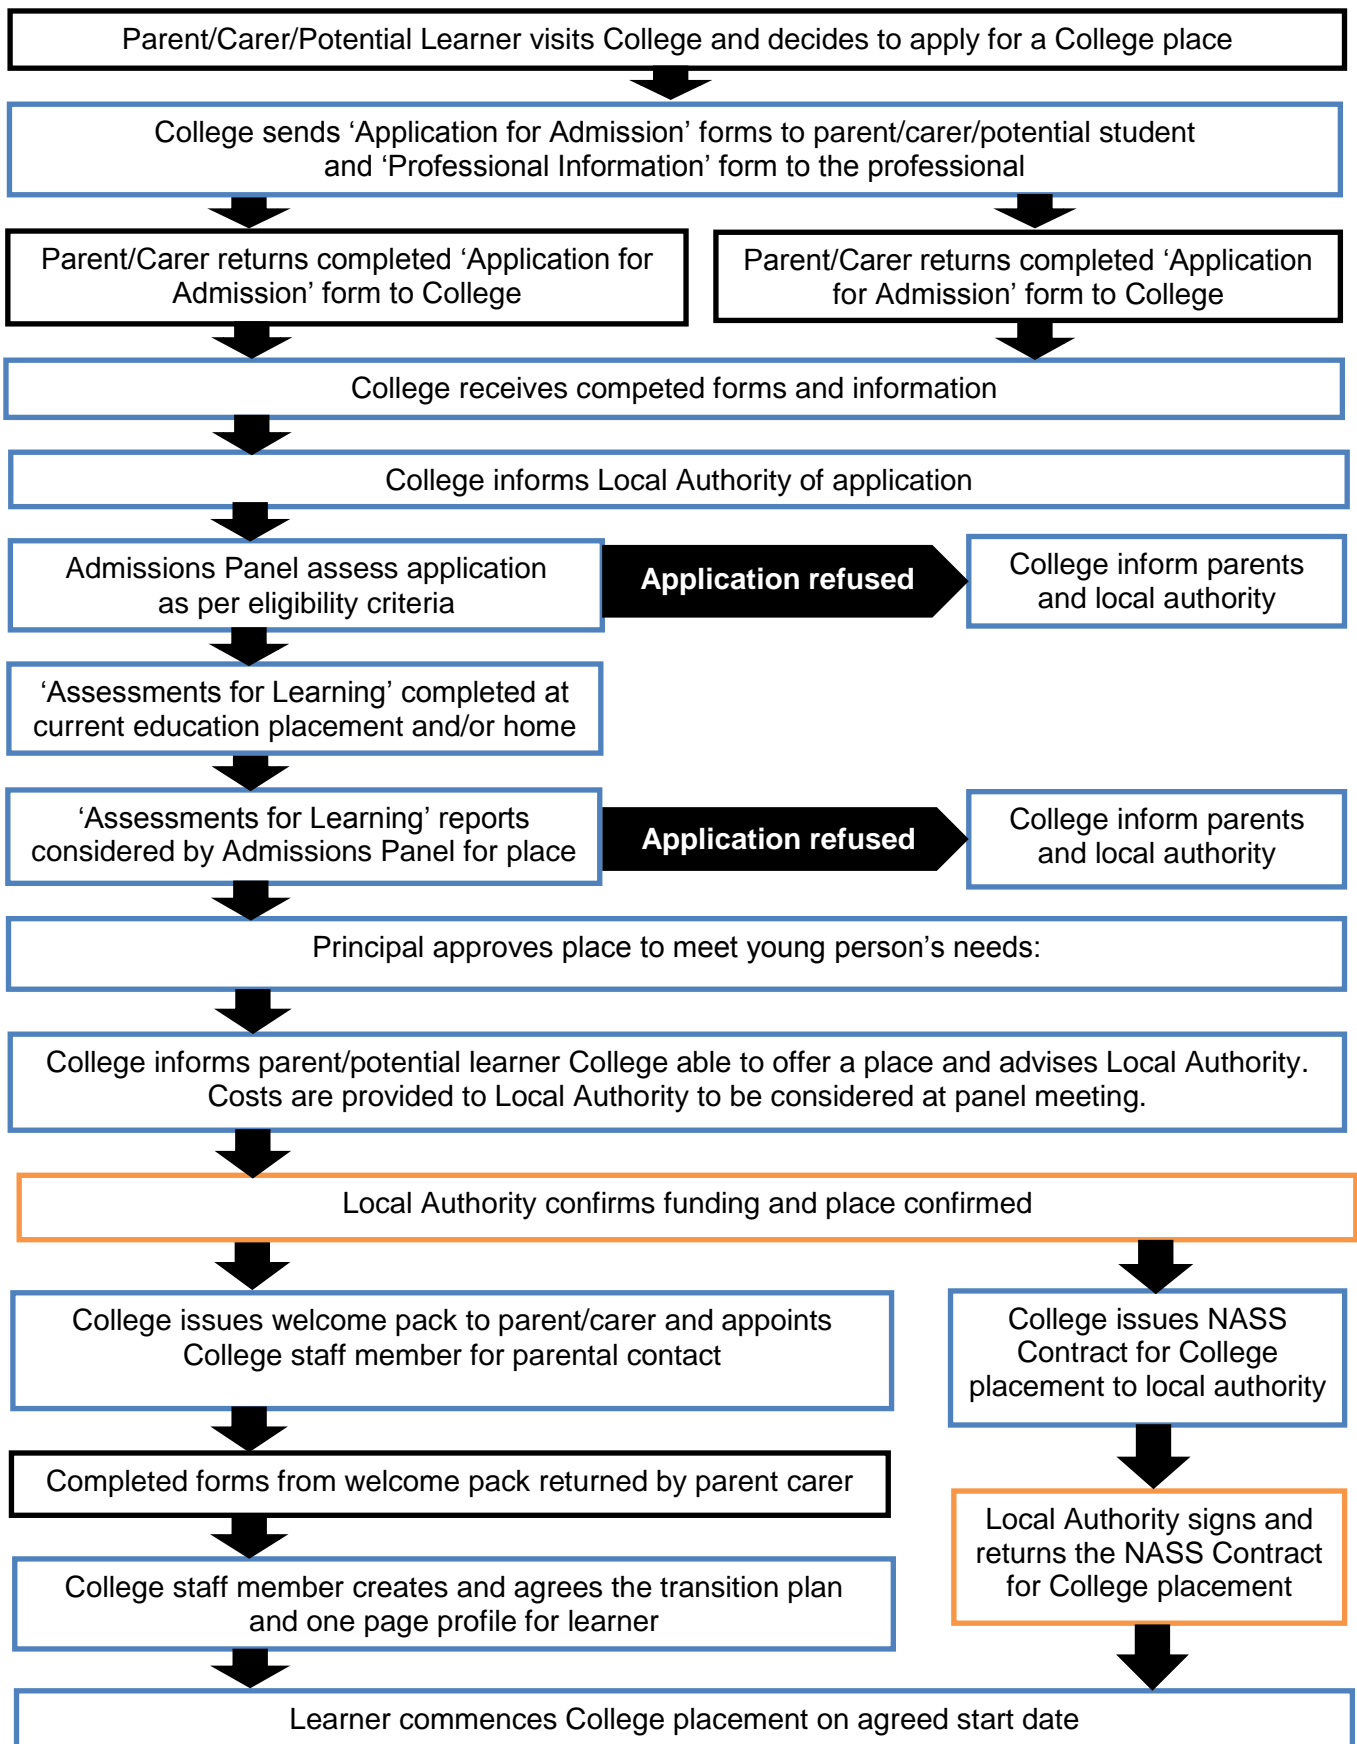 Parent/Carer/Potential Learner visits College and decides to apply for a College place
College sends ‘Application for Admission’ forms to parent/carer/potential student
and ‘Professional Information’ form to the professional
Parent/Carer returns completed ‘Application for
Admission’ form to College
Parent/Carer returns completed ‘Application
for Admission’ form to College
College receives competed forms and information
College informs Local Authority of application
Admissions Panel assess application
as per eligibility criteria
Application refused
College inform parents
and local authority
‘Assessments for Learning’ completed at
current education placement and/or home
‘Assessments for Learning’ reports
considered by Admissions Panel for place
Application refused
College inform parents
and local authority
Principal approves place to meet young person’s needs:
College informs parent/potential learner College able to offer a place and advises Local Authority.
Costs are provided to Local Authority to be considered at panel meeting.
Local Authority confirms funding and place confirmed
College issues welcome pack to parent/carer and appoints
College staff member for parental contact
College issues NASS
Contract for College
placement to local authority
Completed forms from welcome pack returned by parent carer
Local Authority signs and
returns the NASS Contract
for College placement
College staff member creates and agrees the transition plan
and one page profile for learner
Learner commences College placement on agreed start date